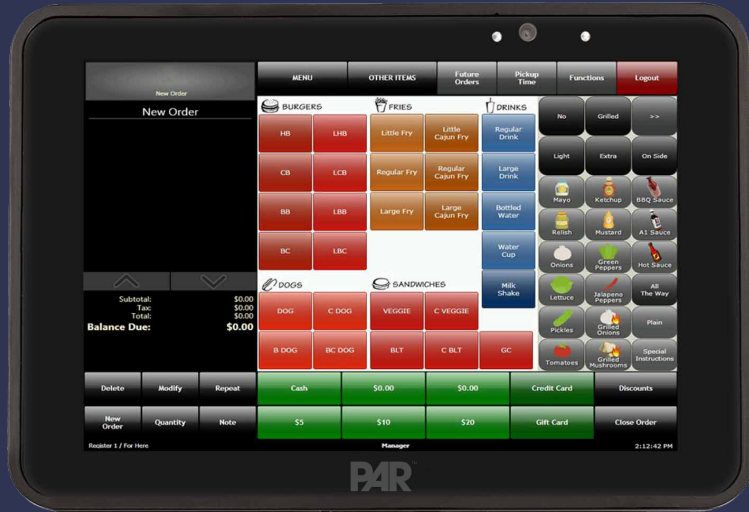 New Order
New Order
Subtotal: $0.00
Tax: $0.00
Total: $0.00
Balance Due: $0.00
MENU
OTHER ITEMS
Future
Orders
Pickup
Time
Functions
Logout
BURGERS
HB
LHB
CB
LCB
BB
LBB
BC
LBC
FRIES
Little Fry
Little
Cajun Fry
Regular Fry
Regular
Cajun Fry
Large Fry
Large
Cajun Fry
DRINKS
Regular
Drink
Large
Drink
Bottled
Water
Water
Cup
Milk
Shake
DOGS
DOG
C DOG
B DOG
BC DOG
SANDWICHES
VEGGIE
C VEGGIE
BLT
C BLT
GC
No
Grilled
>>
Light
Extra
On Side
Mayo
Ketchup
BBQ Sauce
Relish
Mustard
A1 Sauce
Onions
Green
Peppers
Hot Sauce
Lettuce
Jalapeno
Peppers
All
The Way
Pickles
Grilled
Onions
Plain
Tomatoes
Grilled
Mushrooms
Special
Instructions
Delete
Modify
Repeat
Cash
$0.00
$0.00
Credit Card
Discounts
New
Order
Quantity
Note
$5
$10
$20
Gift Card
Close Order
Register 1 / For Here
Manager
2:12:42 PM
PAR